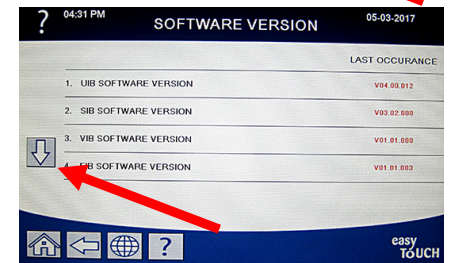 ? 04:31 PM SOFTWARE VERSION 05-03-2017
LAST OCCURANCE
1. UIB SOFTWARE VERSION V04.00.012
2. SIB SOFTWARE VERSION V03.02.000
3. VIB SOFTWARE VERSION V01.01.000
4. FIB SOFTWARE VERSION V01.01.003
?
easy
TOUCH